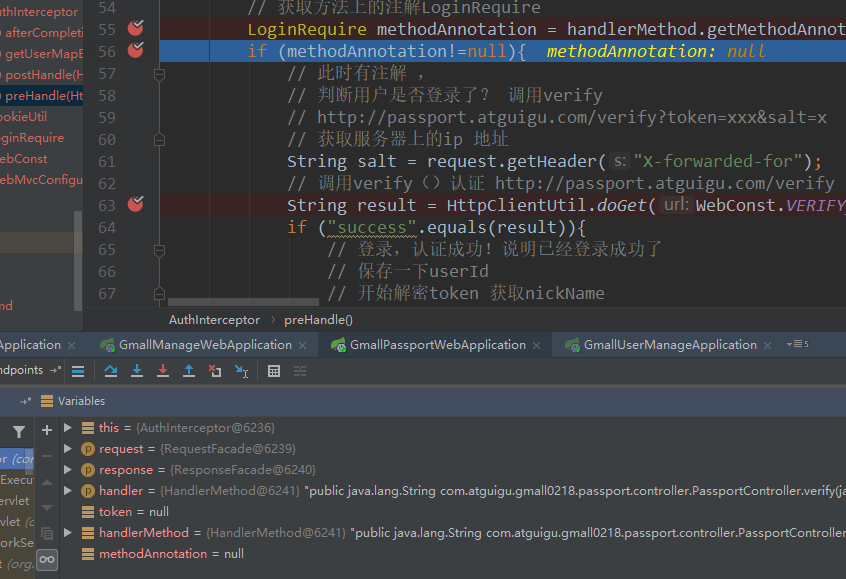 uthInterceptor
afterCompleti
getUserMapB
postHandle(H
preHandle(Ht
ookieUtil
ginRequire
ebConst
ebMvcConfigu
md
54 // 获取方法上的注解LoginRequire
55 LoginRequire methodAnnotation = handlerMethod.getMethodAnnot
56 if (methodAnnotation!=null){ methodAnnotation: null
57 // 此时有注解 ，
58 // 判断用户是否登录了？ 调用verify
59 // http://passport.atguigu.com/verify?token=xxx&salt=x
60 // 获取服务器上的ip 地址
61 String salt = request.getHeader( s: "X-forwarded-for");
62 // 调用verify（）认证 http://passport.atguigu.com/verify
63 String result = HttpClientUtil.doGet( url: WebConst.VERIFY
64 if ("success".equals(result)){
65 // 登录，认证成功！说明已经登录成功了
66 // 保存一下userId
67 // 开始解密token 获取nickName
AuthInterceptor › preHandle()
Application × GmallManageWebApplication × GmallPassportWebApplication × GmallUserManageApplication × 5
ndpoints
Variables
this = {AuthInterceptor@6236}
request = {RequestFacade@6239}
response = {ResponseFacade@6240}
handler = {HandlerMethod@6241} "public java.lang.String com.atguigu.gmall0218.passport.controller.PassportController.verify(ja
token = null
handlerMethod = {HandlerMethod@6241} "public java.lang.String com.atguigu.gmall0218.passport.controller.PassportController
methodAnnotation = null
or (cor
Execu
ervlet
vlet (c
orkSe
t (org.